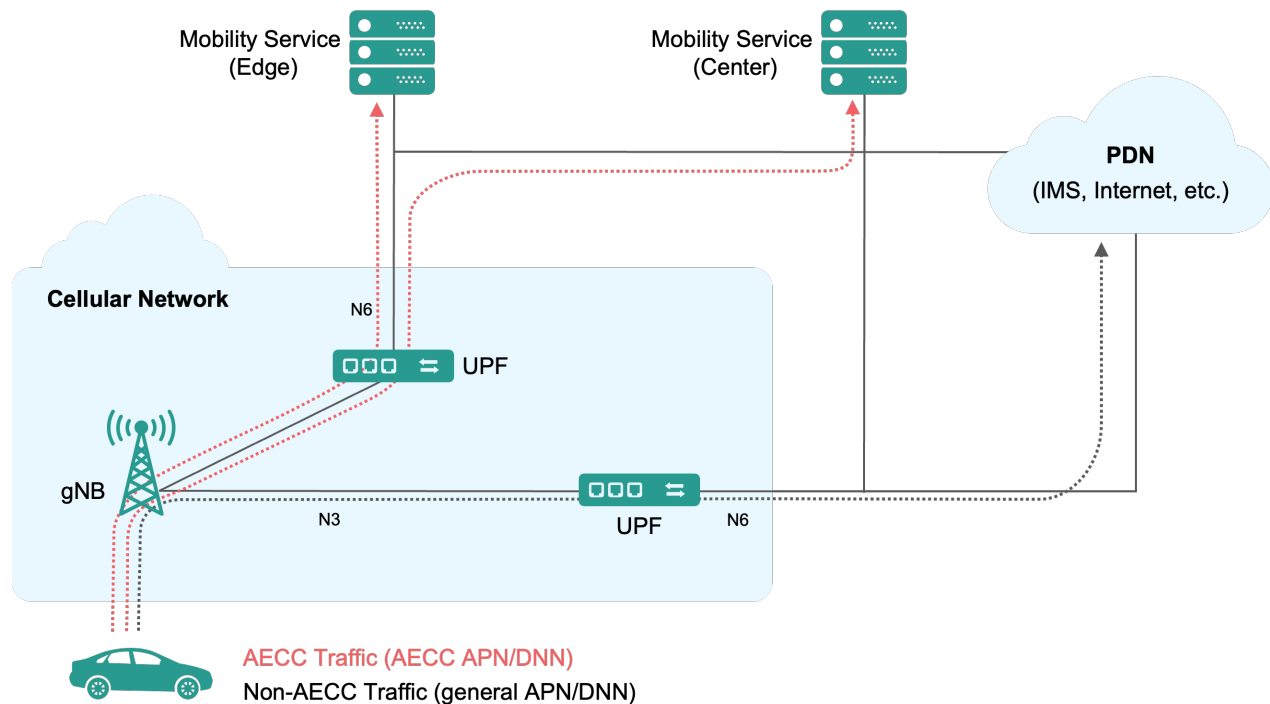 Mobility Service
(Edge)
Mobility Service
(Center)
PDN
(IMS, Internet, etc.)
Cellular Network
N6
UPF
gNB
N3
UPF
N6
AECC Traffic (AECC APN/DNN)
Non-AECC Traffic (general APN/DNN)